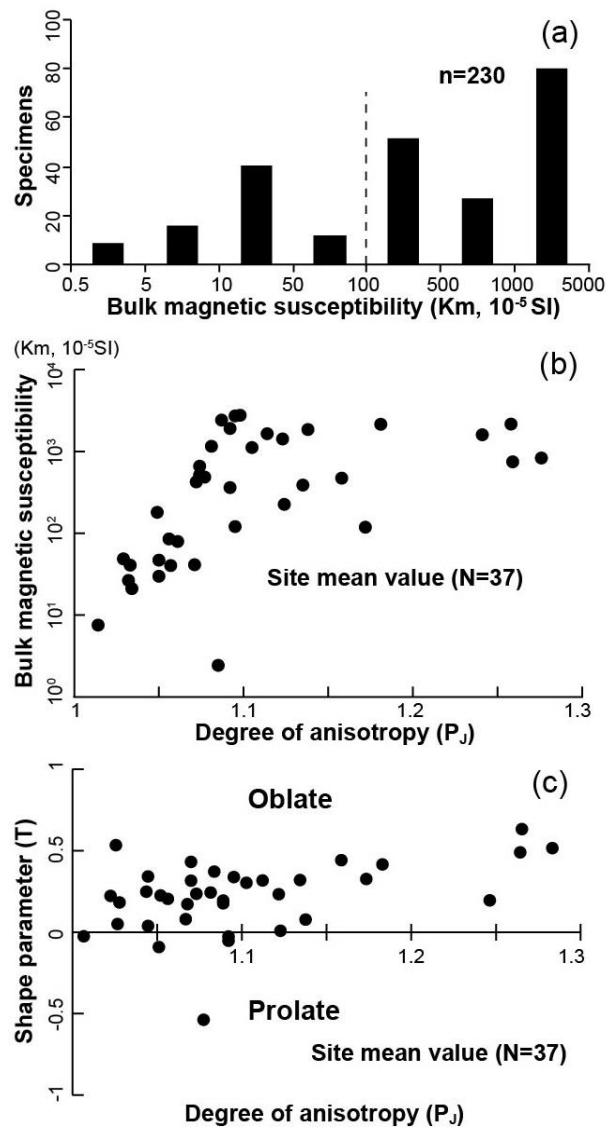 (a)
n=230
Specimens
100
80
60
40
20
0
0.5 5 10 50 100 500 1000 5000
Bulk magnetic susceptibility (Km, 10⁻⁵ SI)
(Km, 10⁻⁵SI)
(b)
Bulk magnetic susceptibility
10⁴
10³
10²
10¹
10⁰
Site mean value (N=37)
1 1.1 1.2 1.3
Degree of anisotropy (PJ)
(c)
Shape parameter (T)
1
0.5
0
-0.5
-1
Oblate
1.1 1.2 1.3
Prolate
Site mean value (N=37)
Degree of anisotropy (PJ)